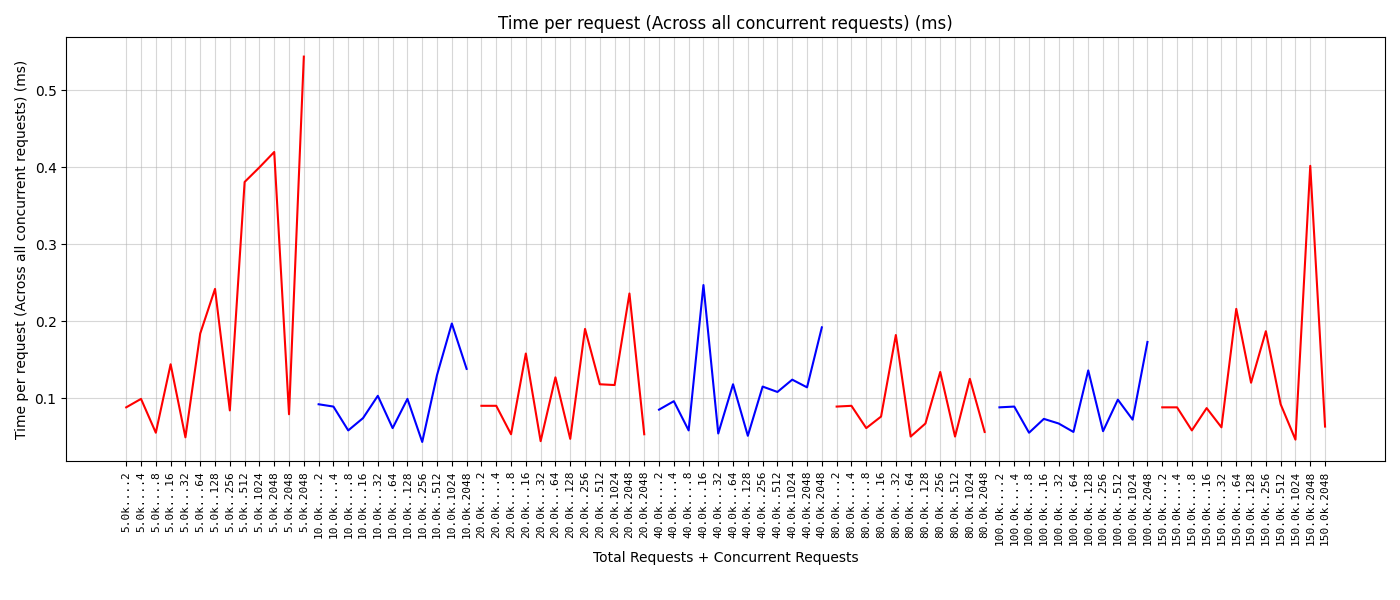 Time per request (Across all concurrent requests) (ms)
Time per request (Across all concurrent requests) (ms)
0.5
0.4
0.3
0.2
0.1
5.0k....2
5.0k....4
5.0k....8
5.0k...16
5.0k...32
5.0k...64
5.0k..128
5.0k..256
5.0k..512
5.0k.1024
5.0k.2048
5.0k.2048
5.0k.2048
10.0k....2
10.0k....4
10.0k....8
10.0k...16
10.0k...32
10.0k...64
10.0k..128
10.0k..256
10.0k..512
10.0k.1024
10.0k.2048
20.0k....2
20.0k....4
20.0k....8
20.0k...16
20.0k...32
20.0k...64
20.0k..128
20.0k..256
20.0k..512
20.0k.1024
20.0k.2048
20.0k.2048
40.0k....2
40.0k....4
40.0k....8
40.0k...16
40.0k...32
40.0k...64
40.0k..128
40.0k..256
40.0k..512
40.0k.1024
40.0k.2048
40.0k.2048
80.0k....2
80.0k....4
80.0k....8
80.0k...16
80.0k...32
80.0k...64
80.0k..128
80.0k..256
80.0k..512
80.0k.1024
80.0k.2048
100.0k....2
100.0k....4
100.0k....8
100.0k...16
100.0k...32
100.0k...64
100.0k..128
100.0k..256
100.0k..512
100.0k.1024
100.0k.2048
150.0k....2
150.0k....4
150.0k....8
150.0k...16
150.0k...32
150.0k...64
150.0k..128
150.0k..256
150.0k..512
150.0k.1024
150.0k.2048
150.0k.2048
Total Requests + Concurrent Requests